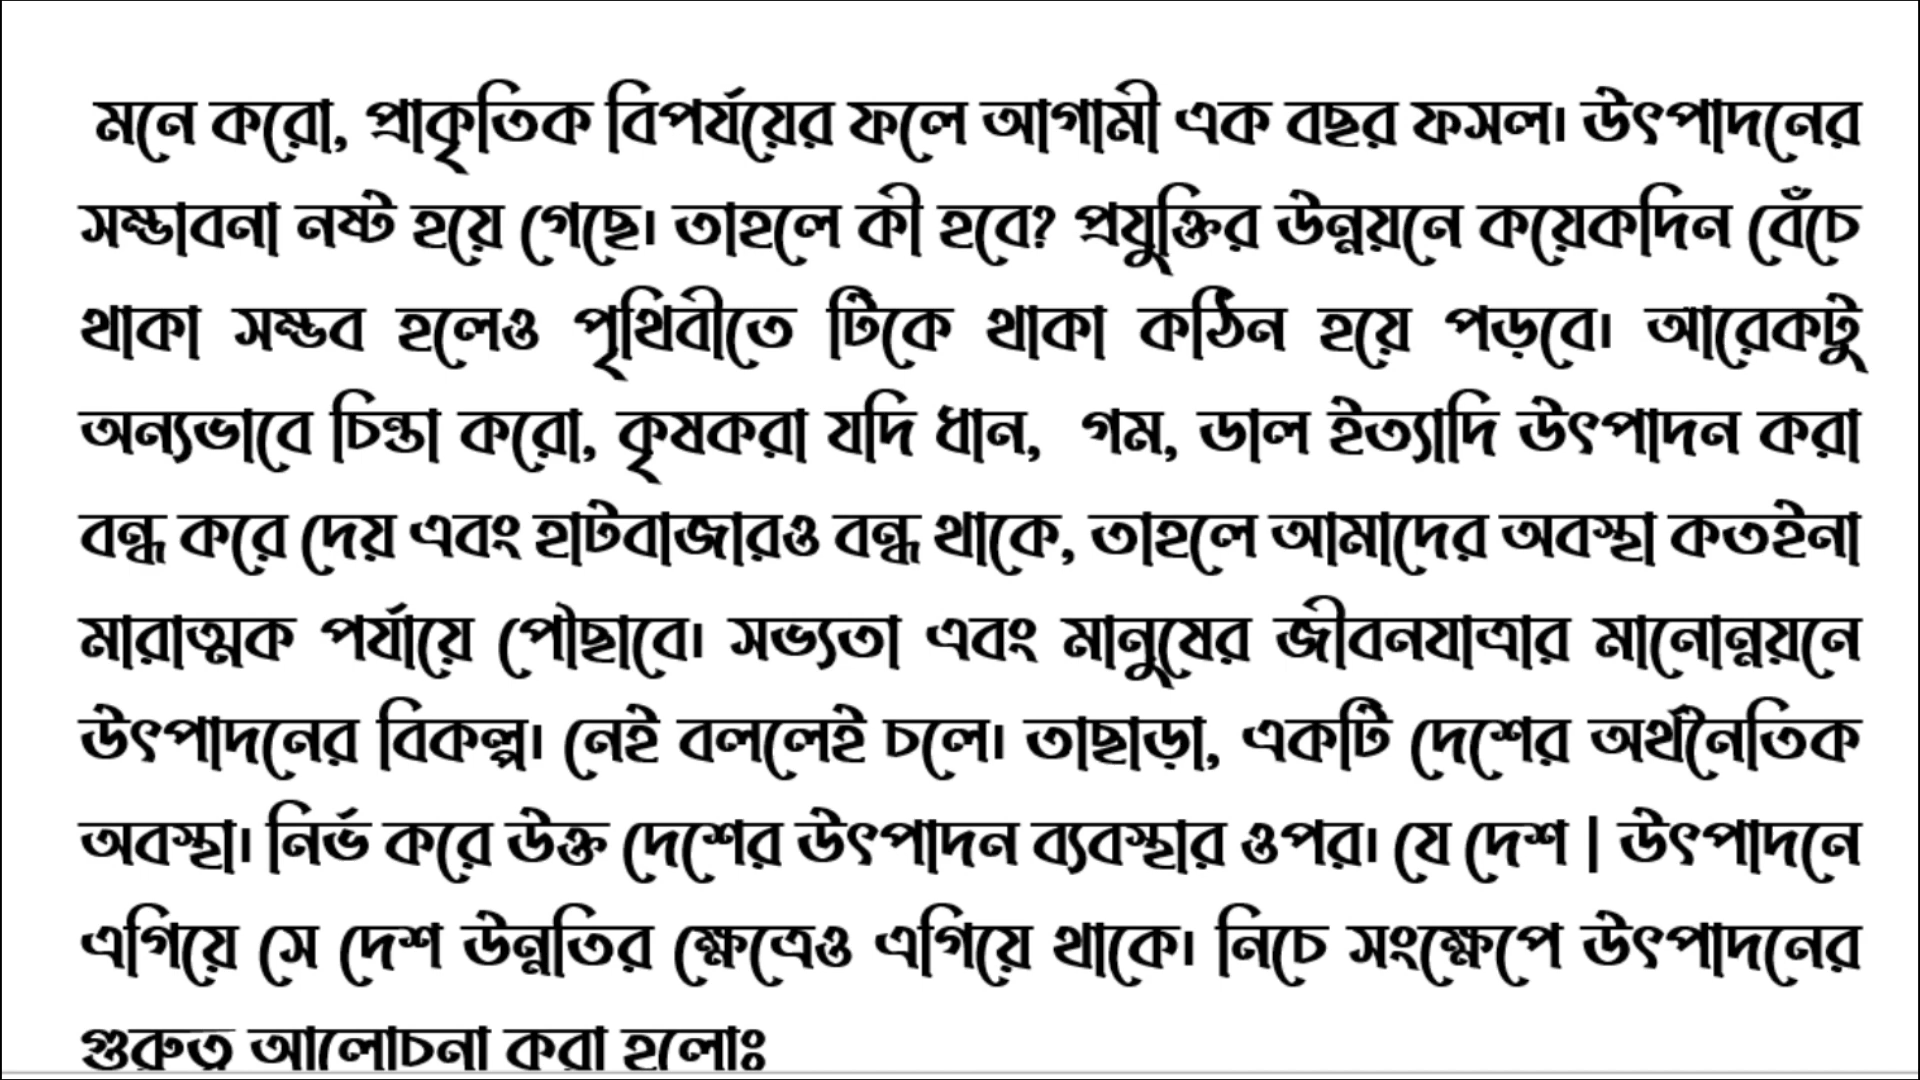 মনে করো, প্রাকৃতিক বিপর্যয়ের ফলে আগামী এক বছর ফসল। উৎপাদনের
সম্ভাবনা নষ্ট হয়ে গেছে। তাহলে কী হবে? প্রযুক্তির উন্নয়নে কয়েকদিন বেঁচে
থাকা সম্ভব হলেও পৃথিবীতে টিকে থাকা কঠিন হয়ে পড়বে। আরেকটু
অন্যভাবে চিন্তা করো, কৃষকরা যদি ধান, গম, ডাল ইত্যাদি উৎপাদন করা
বন্ধ করে দেয় এবং হাটবাজারও বন্ধ থাকে, তাহলে আমাদের অবস্থা কতইনা
মারাত্মক পর্যায়ে পৌছাবে। সভ্যতা এবং মানুষের জীবনযাত্রার মানোন্নয়নে
উৎপাদনের বিকল্প। নেই বললেই চলে। তাছাড়া, একটি দেশের অর্থনৈতিক
অবস্থা। নির্ভ করে উক্ত দেশের উৎপাদন ব্যবস্থার ওপর। যে দেশ | উৎপাদনে
এগিয়ে সে দেশ উন্নতির ক্ষেত্রেও এগিয়ে থাকে। নিচে সংক্ষেপে উৎপাদনের
গুরুত্ব আলোচনা করা হলোঃ